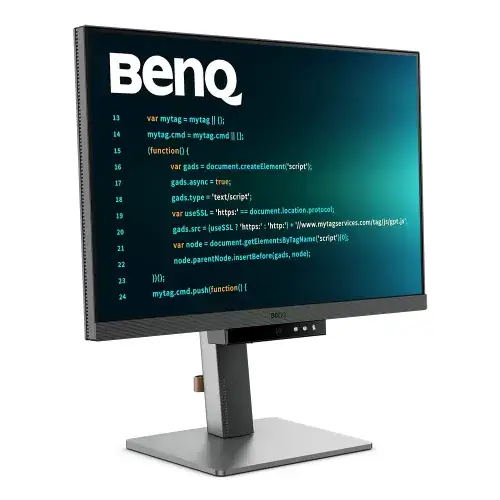 BenQ
13 var mytag = mytag || {};
14 mytag.cmd = mytag.cmd || [];
15 (function() {
16 var gads = document.createElement('script');
17 gads.async = true;
18 gads.type = 'text/script';
19 var useSSL = 'https:' == document.location.protocol;
20 gads.src = (useSSL ? 'https:' : 'http:') + '//www.mytagservices.com/tag/js/gpt.js'
21 var node = document.getElementsByTagName('script')[0];
22 node.parentNode.insertBefore(gads, node);
23 })();
24 mytag.cmd.push(function() {
BenQ